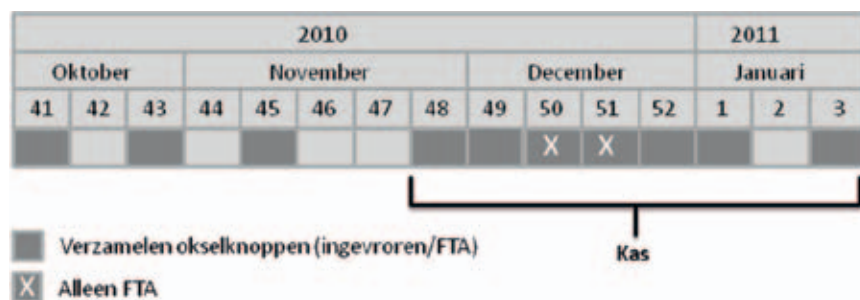 2010 2011
Oktober November December Januari
41 42 43 44 45 46 47 48 49 50 51 52 1 2 3
X X
Verzamelen okselknoppen (ingevroren/FTA)
Kas
X Alleen FTA